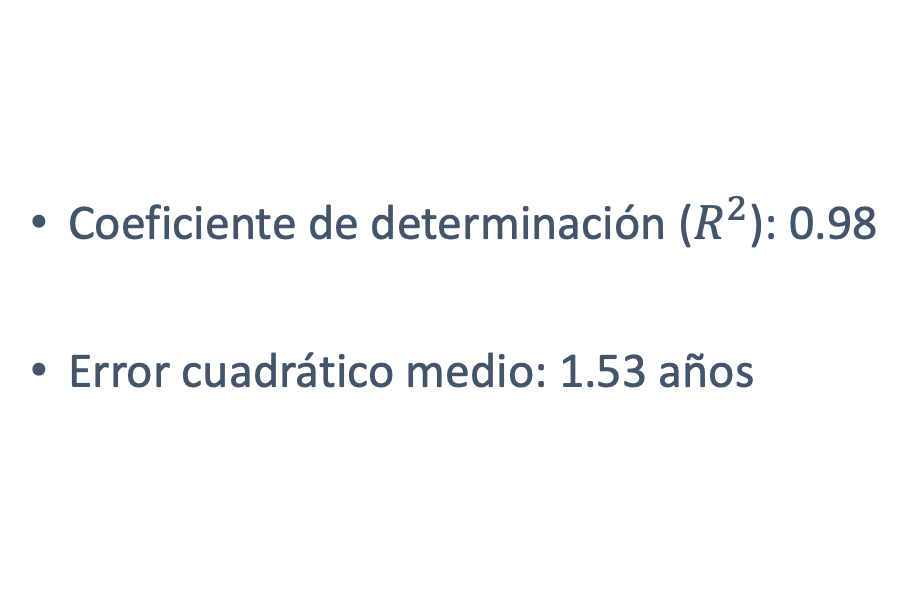 • Coeficiente de determinación (R²): 0.98
• Error cuadrático medio: 1.53 años